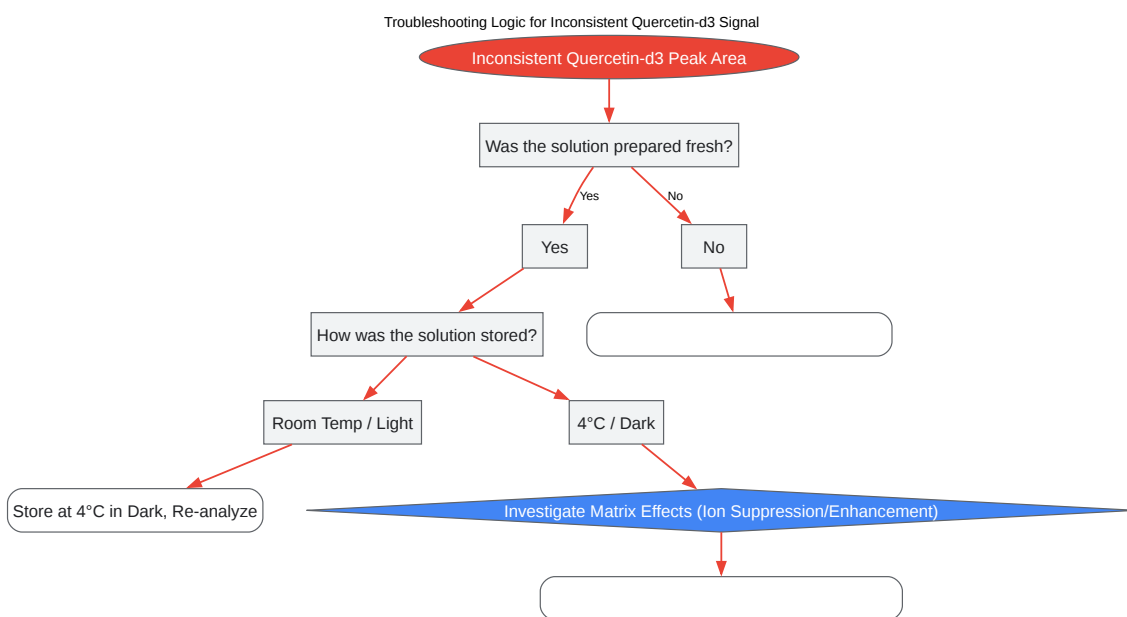 Troubleshooting Logic for Inconsistent Quercetin-d3 Signal
Inconsistent Quercetin-d3 Peak Area
Was the solution prepared fresh?
Yes
No
Yes
No
How was the solution stored?
Room Temp / Light
4°C / Dark
Store at 4°C in Dark, Re-analyze
Investigate Matrix Effects (Ion Suppression/Enhancement)